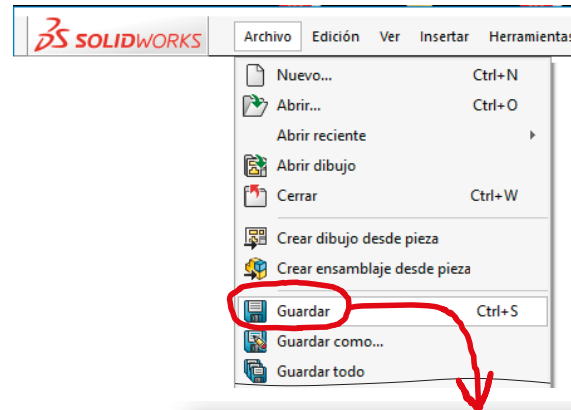 SOLIDWORKS Archivo Edición Ver Insertar Herramientas
Nuevo... Ctrl+N
Abrir... Ctrl+O
Abrir reciente
Abrir dibujo
Cerrar Ctrl+W
Crear dibujo desde pieza
Crear ensamblaje desde pieza
Guardar Ctrl+S
Guardar como...
Guardar todo